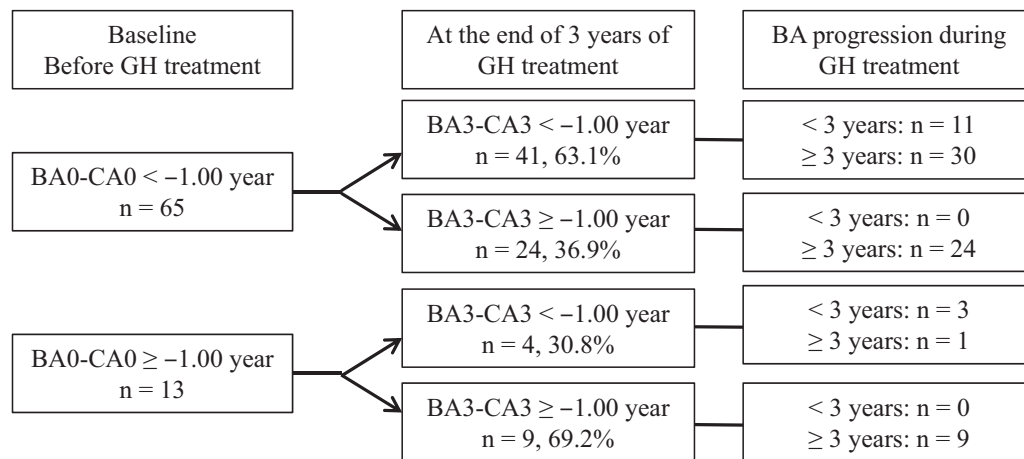 Baseline
Before GH treatment
At the end of 3 years of
GH treatment
BA progression during
GH treatment
BA0-CA0 < −1.00 year
n = 65
BA3-CA3 < −1.00 year
n = 41, 63.1%
< 3 years: n = 11
≥ 3 years: n = 30
BA3-CA3 ≥ −1.00 year
n = 24, 36.9%
< 3 years: n = 0
≥ 3 years: n = 24
BA0-CA0 ≥ −1.00 year
n = 13
BA3-CA3 < −1.00 year
n = 4, 30.8%
< 3 years: n = 3
≥ 3 years: n = 1
BA3-CA3 ≥ −1.00 year
n = 9, 69.2%
< 3 years: n = 0
≥ 3 years: n = 9